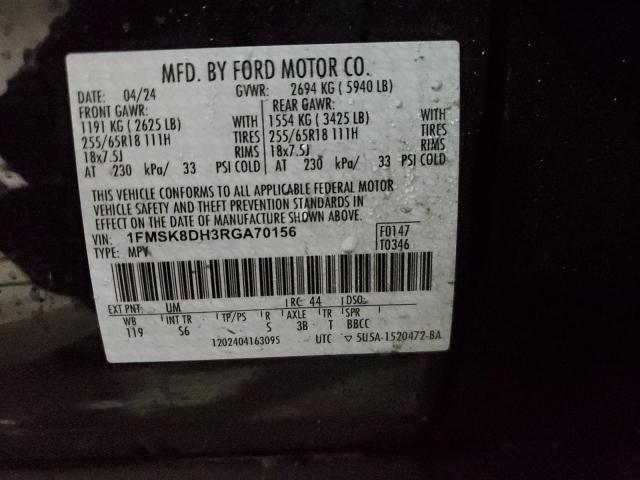 MFD. BY FORD MOTOR CO.
DATE: 04/24 GVWR: 2694 KG ( 5940 LB)
FRONT GAWR: REAR GAWR:
1191 KG ( 2625 LB) WITH 1554 KG ( 3425 LB) WITH
255/65R18 111H TIRES 255/65R18 111H TIRES
18x7.5J RIMS 18x7.5J RIMS
AT 230 kPa/ 33 PSI COLD AT 230 kPa/ 33 PSI COLD
THIS VEHICLE CONFORMS TO ALL APPLICABLE FEDERAL MOTOR
VEHICLE SAFETY AND THEFT PREVENTION STANDARDS IN
EFFECT ON THE DATE OF MANUFACTURE SHOWN ABOVE.
VIN: 1FMSK8DH3RGA70156 F0147
TYPE: MPV T0346
EXT PNT: UM RC: 44 DSO:
WB INT TR TP/PS R AXLE TR SPR
119 S6 S 3B T BBCC
1202404163095 UTC 5U5A-1520472-BA